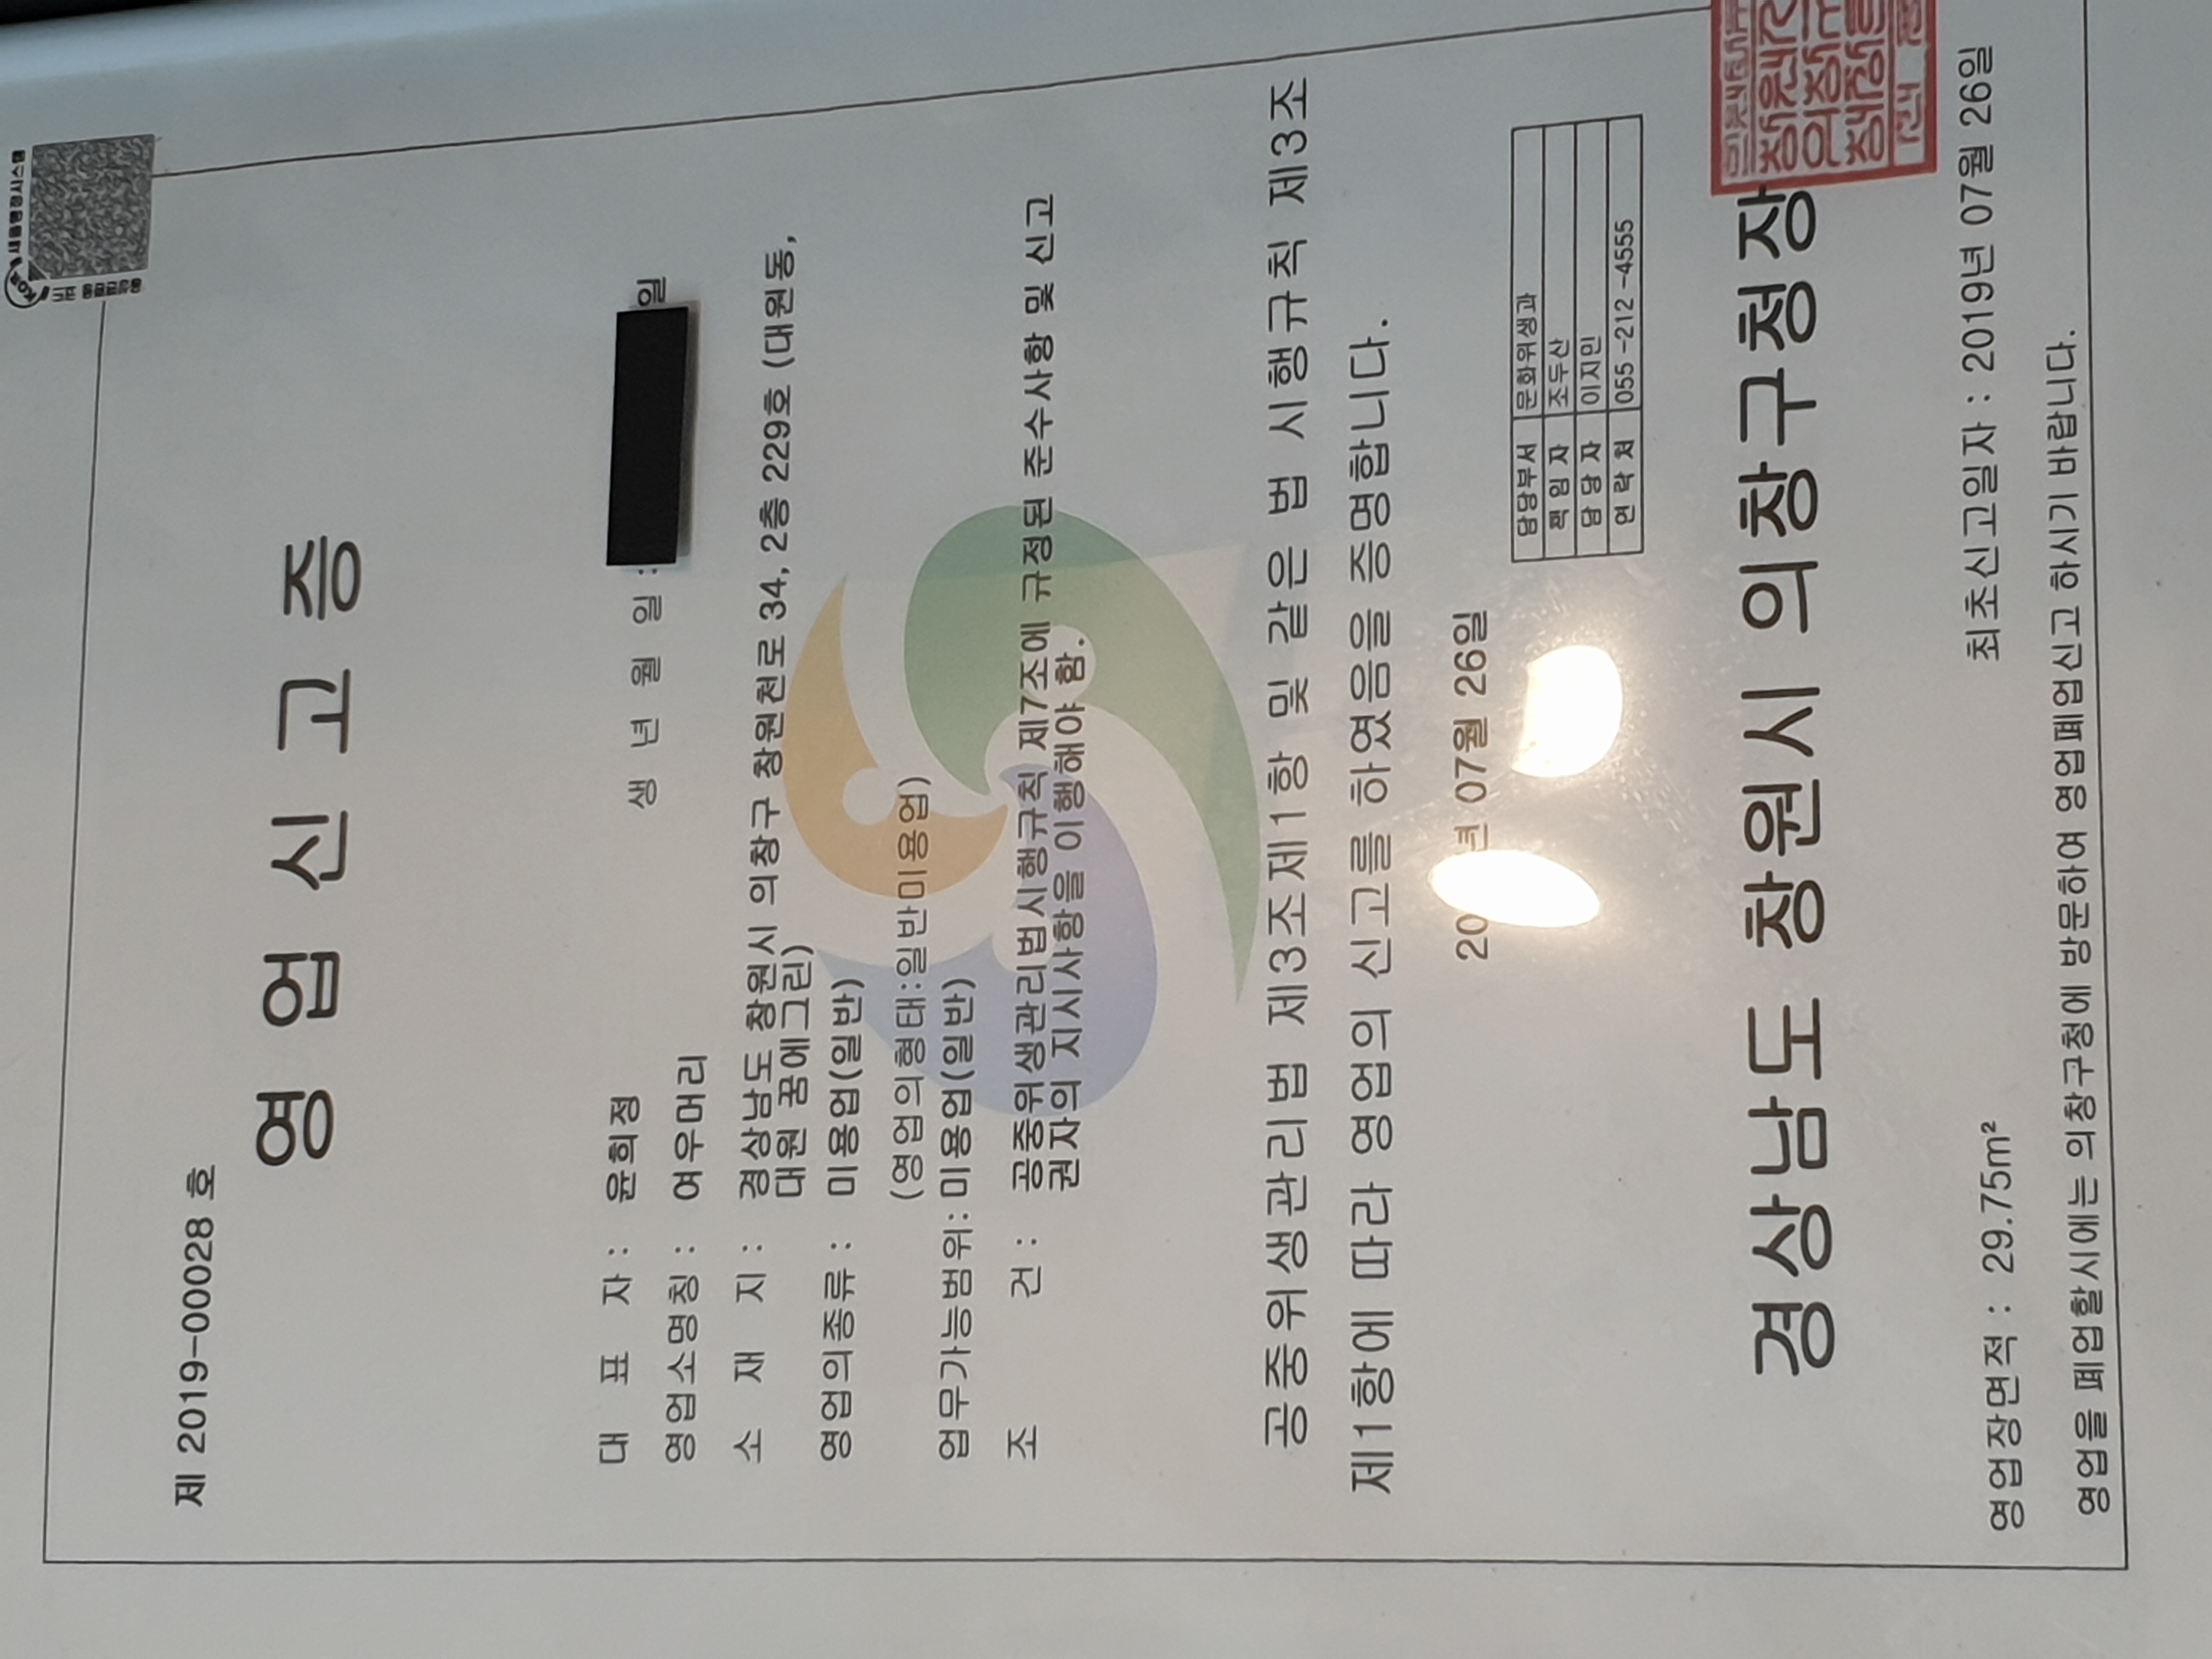 제 2019-00028 호
영 업 신 고 증
대 표 자 : 윤희정
생 년 월 일 : 일
영업소명칭 : 여우머리
소 재 지 : 경상남도 창원시 의창구 창원천로 34, 2층 229호 (대원동,
대원 꿈에그린)
영업의종류 : 미용업(일반)
(영업의형태:일반미용업)
업무가능범위: 미용업(일반)
조 건 : 공중위생관리법시행규칙 제7조에 규정된 준수사항 및 신고
권자의 지시사항을 이행해야 함.
공중위생관리법 제3조제1항 및 같은 법 시행규칙 제3조
제1항에 따라 영업의 신고를 하였음을 증명합니다.
년 07월 26일
담당부서 문화위생과
책 임 자 조두산
담 당 자 이지민
연 락 처 055-212-4555
경상남도 창원시 의창구청장
영업장면적 : 29.75m² 최초신고일자 : 2019년 07월 26일
영업을 폐업할시에는 의창구청에 방문하여 영업폐업신고 하시기 바랍니다.